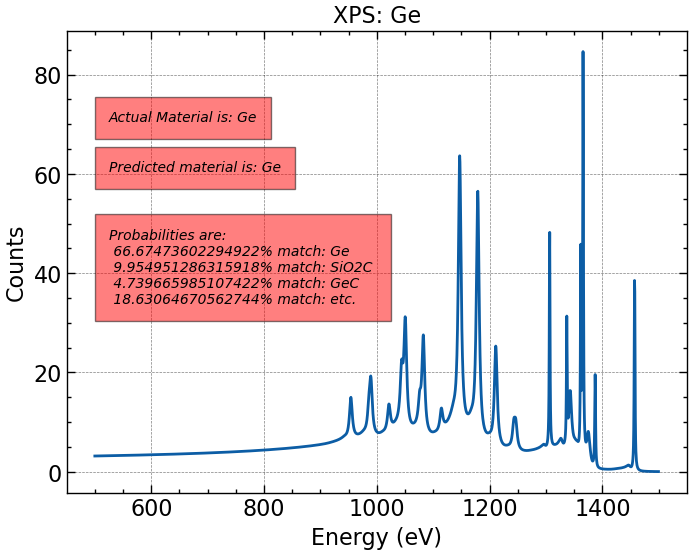 XPS: Ge
80
60
40
20
0
Counts
Actual Material is: Ge
Predicted material is: Ge
Probabilities are:
66.67473602294922% match: Ge
9.954951286315918% match: SiO2C
4.739665985107422% match: GeC
18.63064670562744% match: etc.
600 800 1000 1200 1400
Energy (eV)